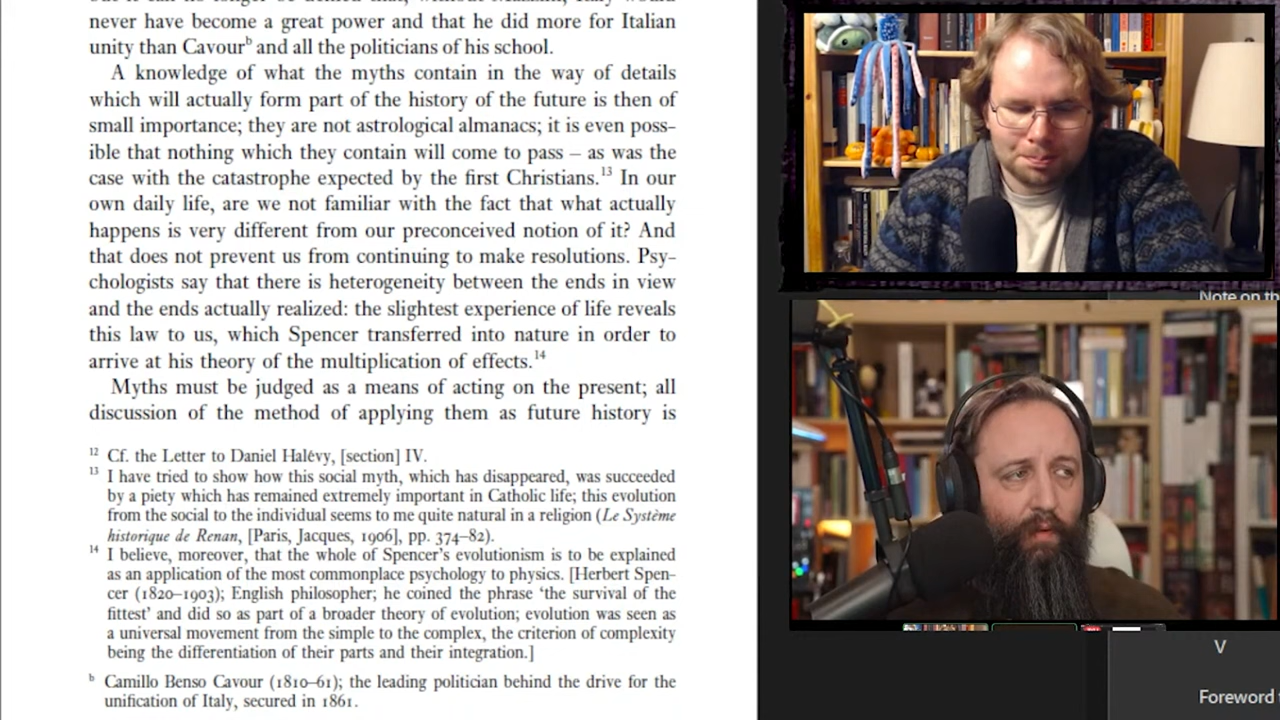 never have become a great power and that he did more for Italian
unity than Cavourᵇ and all the politicians of his school.
A knowledge of what the myths contain in the way of details
which will actually form part of the history of the future is then of
small importance; they are not astrological almanacs; it is even poss-
ible that nothing which they contain will come to pass – as was the
case with the catastrophe expected by the first Christians.¹³ In our
own daily life, are we not familiar with the fact that what actually
happens is very different from our preconceived notion of it? And
that does not prevent us from continuing to make resolutions. Psy-
chologists say that there is heterogeneity between the ends in view
and the ends actually realized: the slightest experience of life reveals
this law to us, which Spencer transferred into nature in order to
arrive at his theory of the multiplication of effects.¹⁴
Myths must be judged as a means of acting on the present; all
discussion of the method of applying them as future history is
¹² Cf. the Letter to Daniel Halévy, [section] IV.
¹³ I have tried to show how this social myth, which has disappeared, was succeeded
by a piety which has remained extremely important in Catholic life; this evolution
from the social to the individual seems to me quite natural in a religion (Le Système
historique de Renan, [Paris, Jacques, 1906], pp. 374–82).
¹⁴ I believe, moreover, that the whole of Spencer's evolutionism is to be explained
as an application of the most commonplace psychology to physics. [Herbert Spen-
cer (1820–1903); English philosopher; he coined the phrase 'the survival of the
fittest' and did so as part of a broader theory of evolution; evolution was seen as
a universal movement from the simple to the complex, the criterion of complexity
being the differentiation of their parts and their integration.]
ᵇ Camillo Benso Cavour (1810–61); the leading politician behind the drive for the
unification of Italy, secured in 1861.
Note on th
V
Foreword